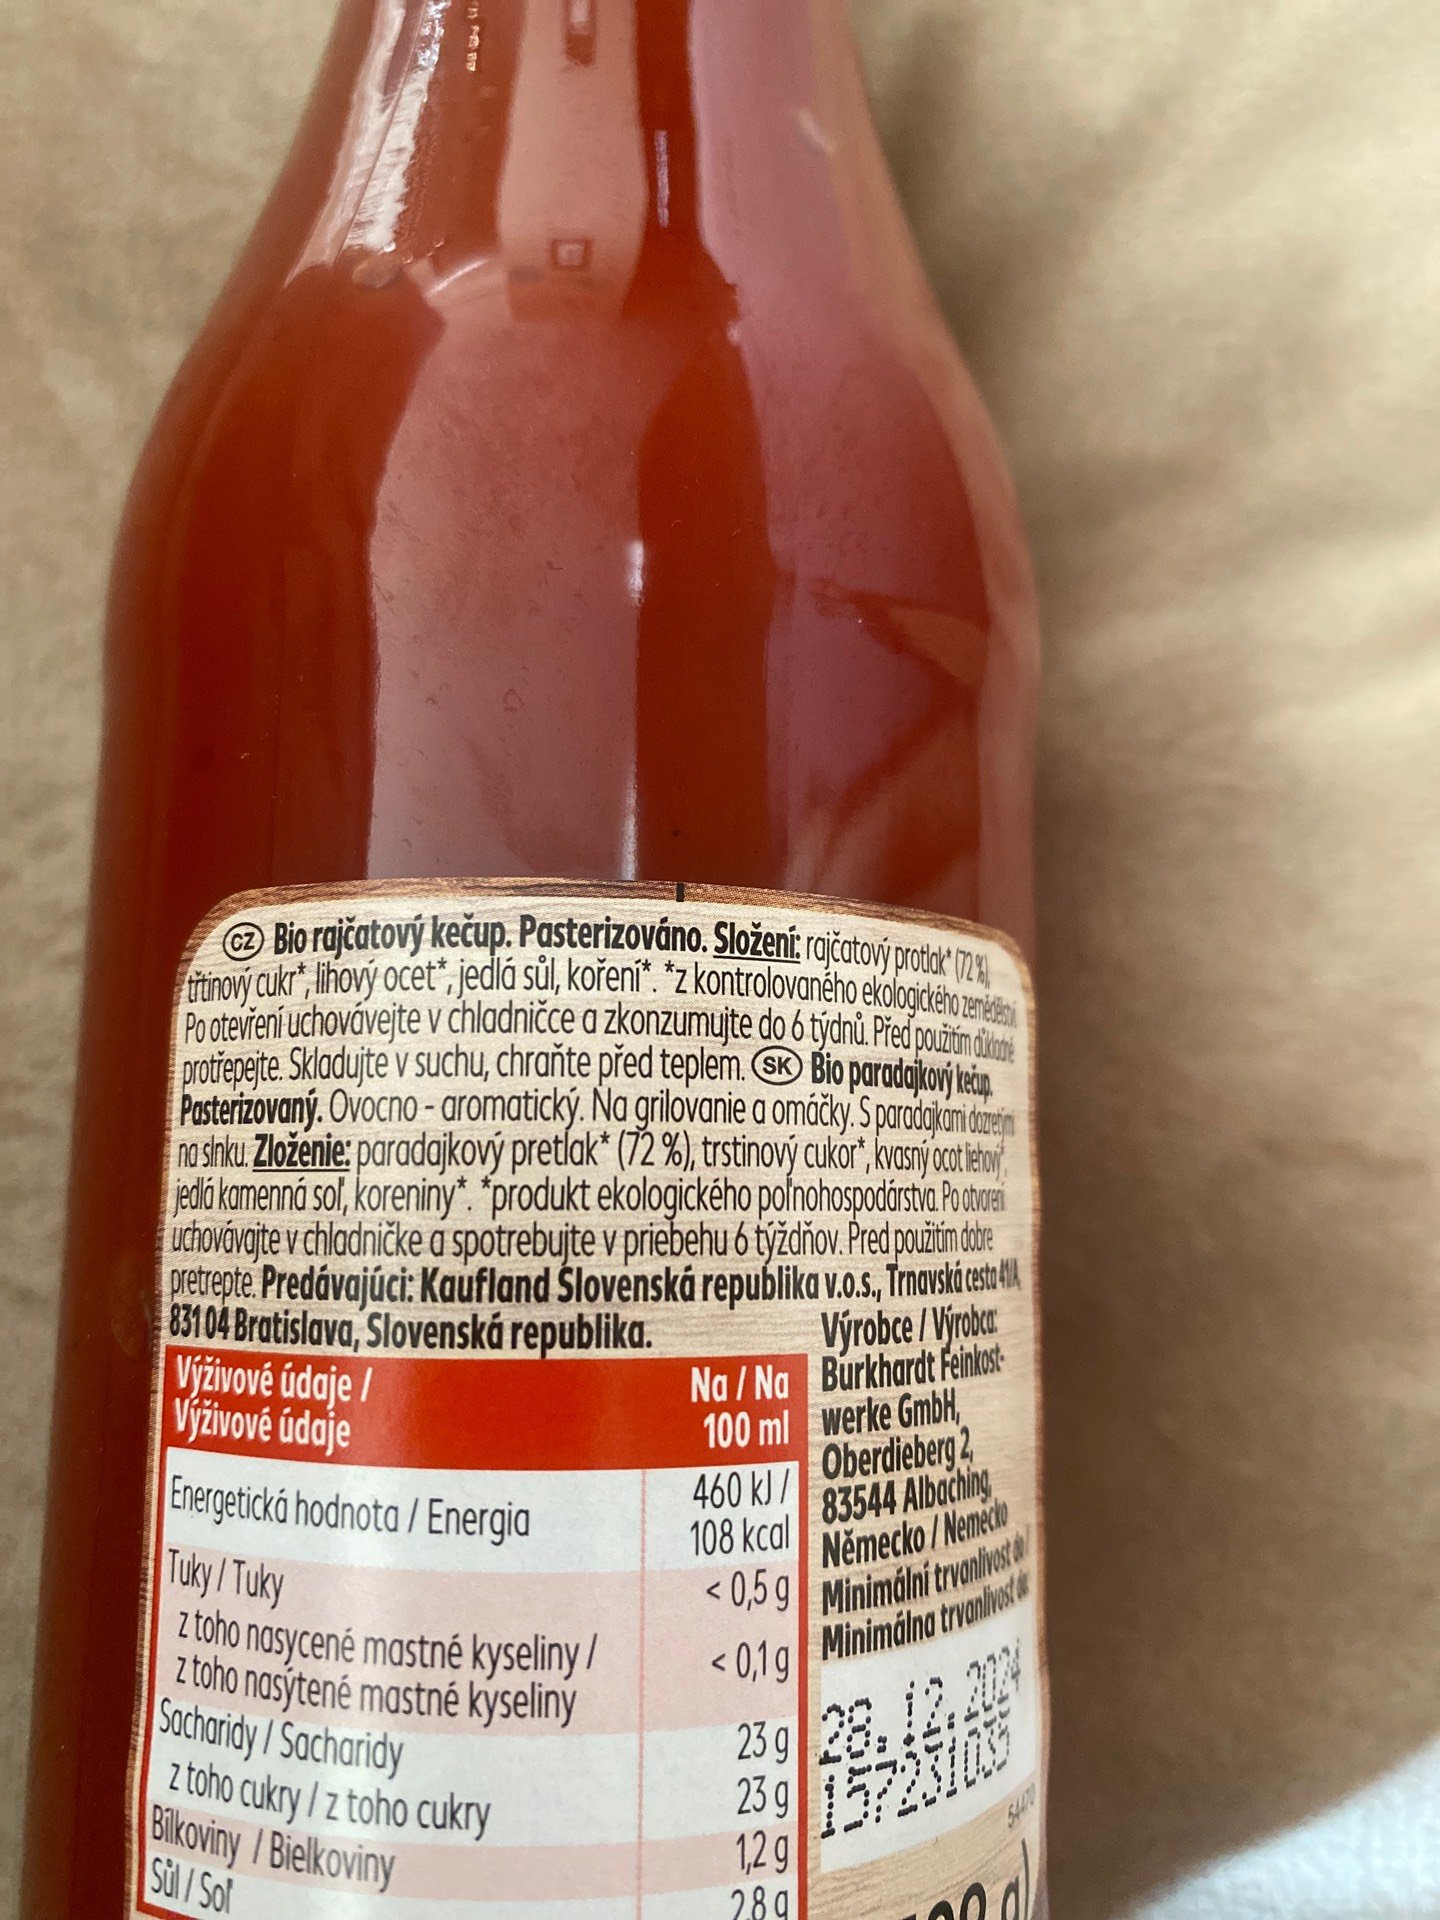 CZ Bio rajčatový kečup. Pasterizováno. Složení: rajčatový protlak* (72 %),
třtinový cukr*, lihový ocet*, jedlá sůl, koření*. *z kontrolovaného ekologického zemědělství
Po otevření uchovávejte v chladničce a zkonzumujte do 6 týdnů. Před použitím důkladně
protřepejte. Skladujte v suchu, chraňte před teplem. SK Bio paradajkový kečup.
Pasterizovaný. Ovocno - aromatický. Na grilovanie a omáčky. S paradajkami dozretými
na slnku. Zloženie: paradajkový pretlak* (72 %), trstinový cukor*, kvasný ocot liehový*,
jedlá kamenná soľ, koreniny*. *produkt ekologického poľnohospodárstva. Po otvorení
uchovávajte v chladničke a spotrebujte v priebehu 6 týždňov. Pred použitím dobre
pretrepte. Predávajúci: Kaufland Slovenská republika v.o.s., Trnavská cesta 41/A,
831 04 Bratislava, Slovenská republika.
Výživové údaje /
Výživové údaje
Na / Na
100 ml
Energetická hodnota / Energia
460 kJ /
108 kcal
Tuky / Tuky
< 0,5 g
z toho nasycené mastné kyseliny /
z toho nasýtené mastné kyseliny
< 0,1 g
Sacharidy / Sacharidy
23 g
z toho cukry / z toho cukry
23 g
Bílkoviny / Bielkoviny
1,2 g
Sůl / Soľ
2,8 g
Výrobce / Výrobca:
Burkhardt Feinkost-
werke GmbH,
Oberdieberg 2,
83544 Albaching,
Německo / Nemecko
Minimální trvanlivost do /
Minimálna trvanlivost do:
28.12.2024
157231035
54470